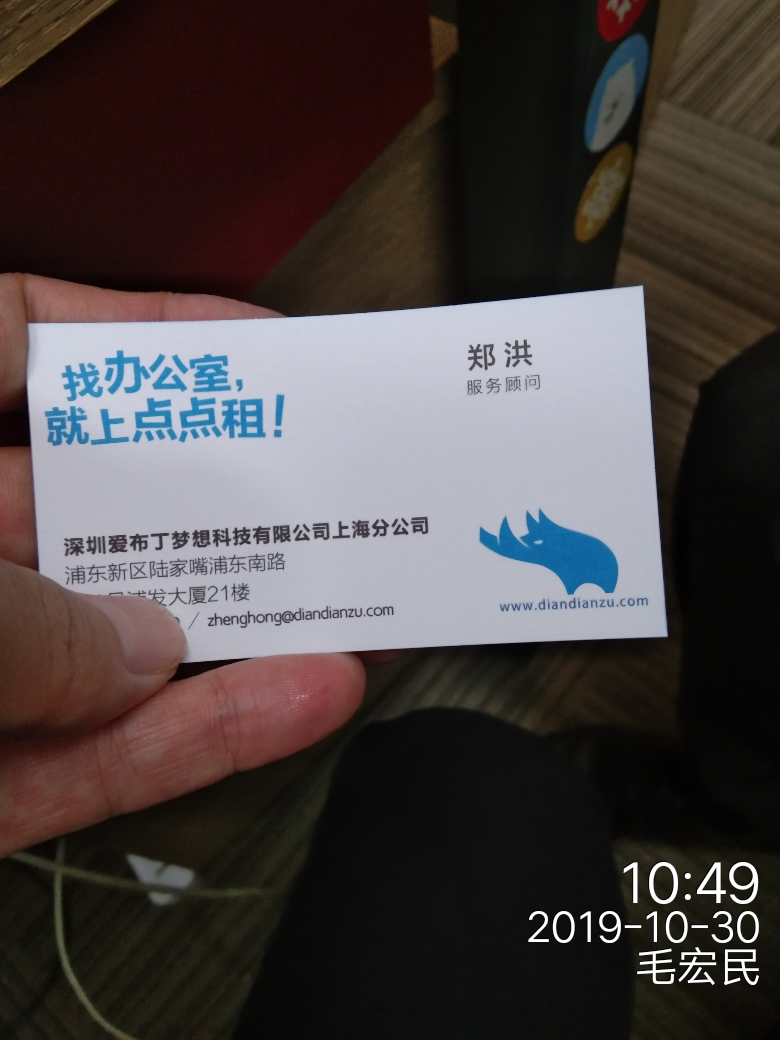 找办公室，
就上点点租！
郑洪
服务顾问
深圳爱布丁梦想科技有限公司上海分公司
浦东新区陆家嘴浦东南路
浦发大厦21楼
/ zhenghong@diandianzu.com
www.diandianzu.com
10:49
2019-10-30
毛宏民